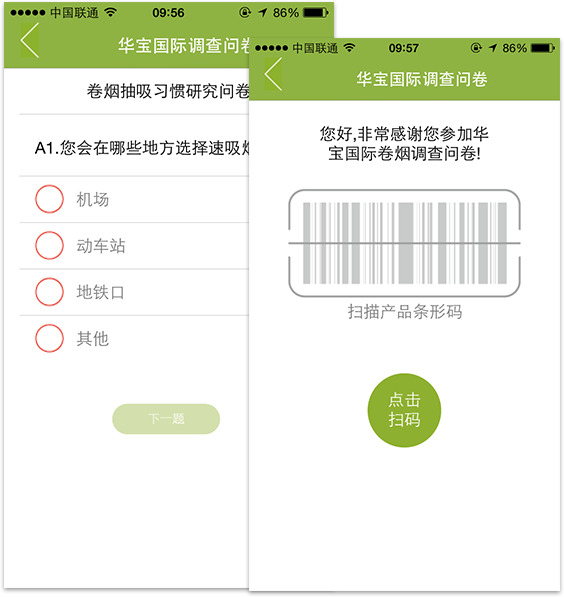 中国联通 09:56 86%
华宝国际调查问卷
卷烟抽吸习惯研究问卷
A1.您会在哪些地方选择速吸烟
机场
动车站
地铁口
其他
下一题
中国联通 09:57 86%
华宝国际调查问卷
您好,非常感谢您参加华
宝国际卷烟调查问卷!
扫描产品条形码
点击
扫码